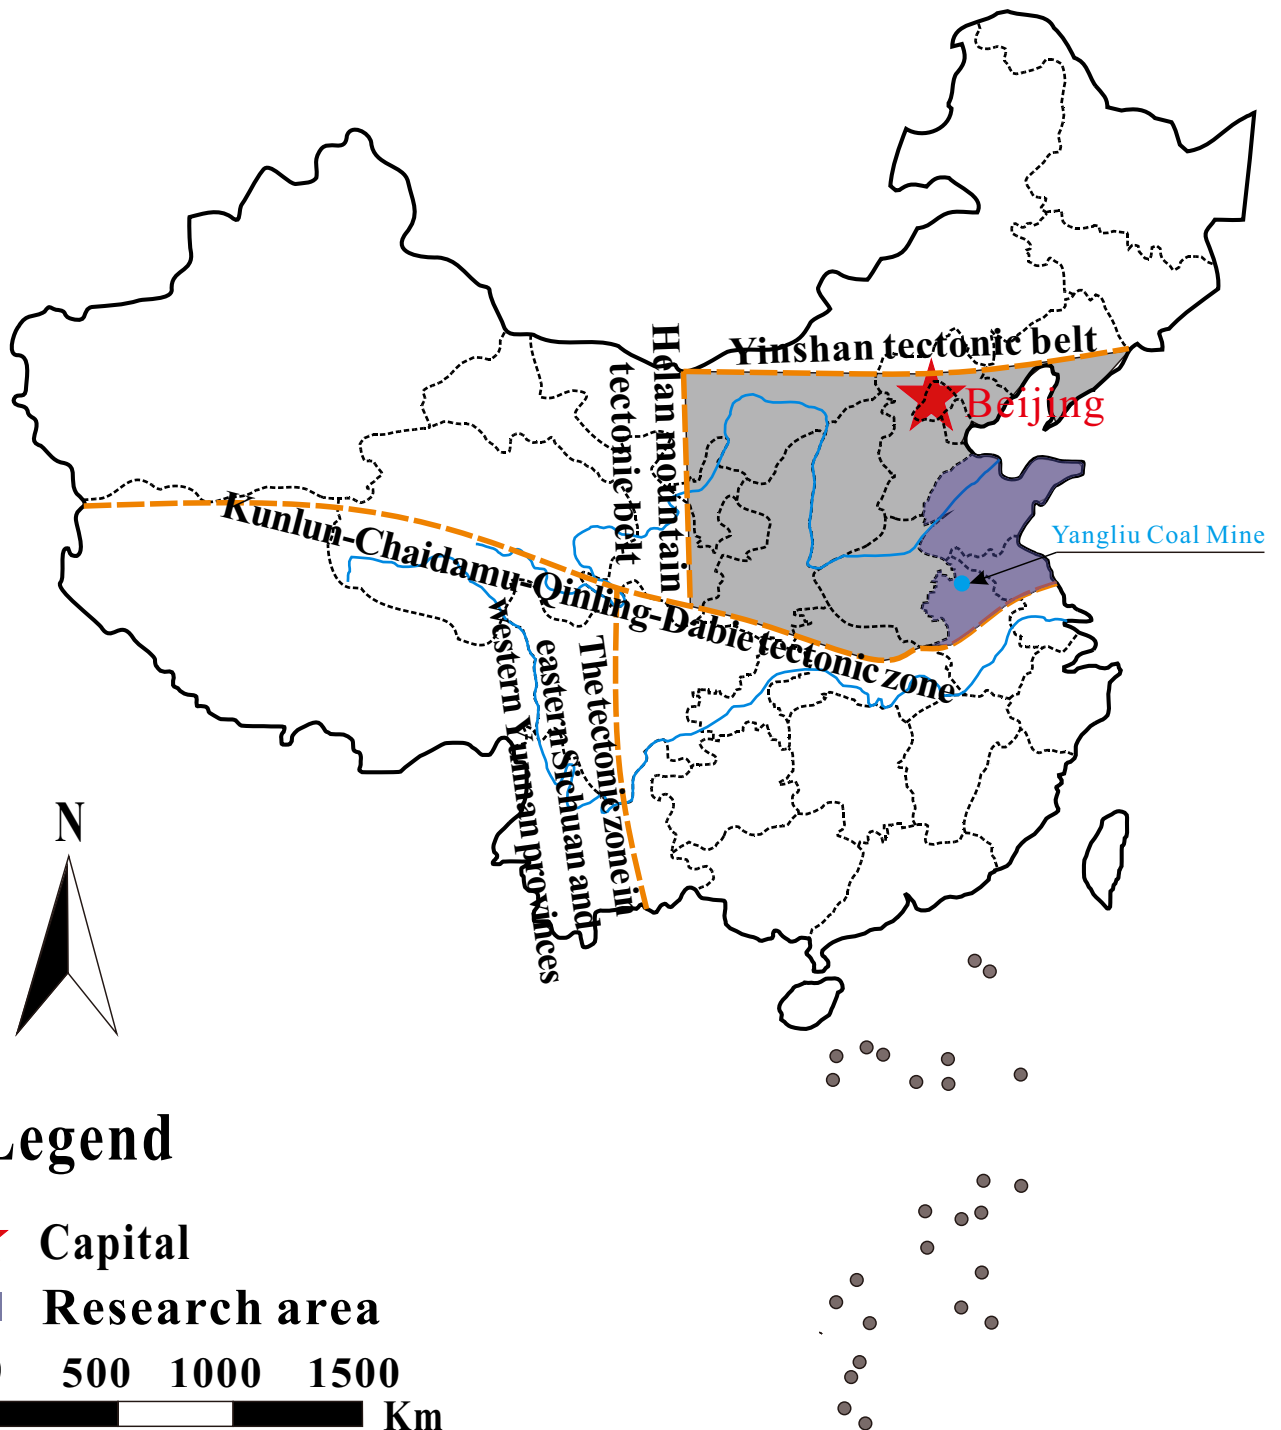 Yinshan tectonic belt
Helan mountain
tectonic belt
Beijing
Kunlun-Chaidamu-Qinling-Dabie tectonic zone
Yangliu Coal Mine
The tectonic zone in
eastern Sichuan and
western Yunnan provinces
N
Legend
Capital
Research area
0 500 1000 1500
Km